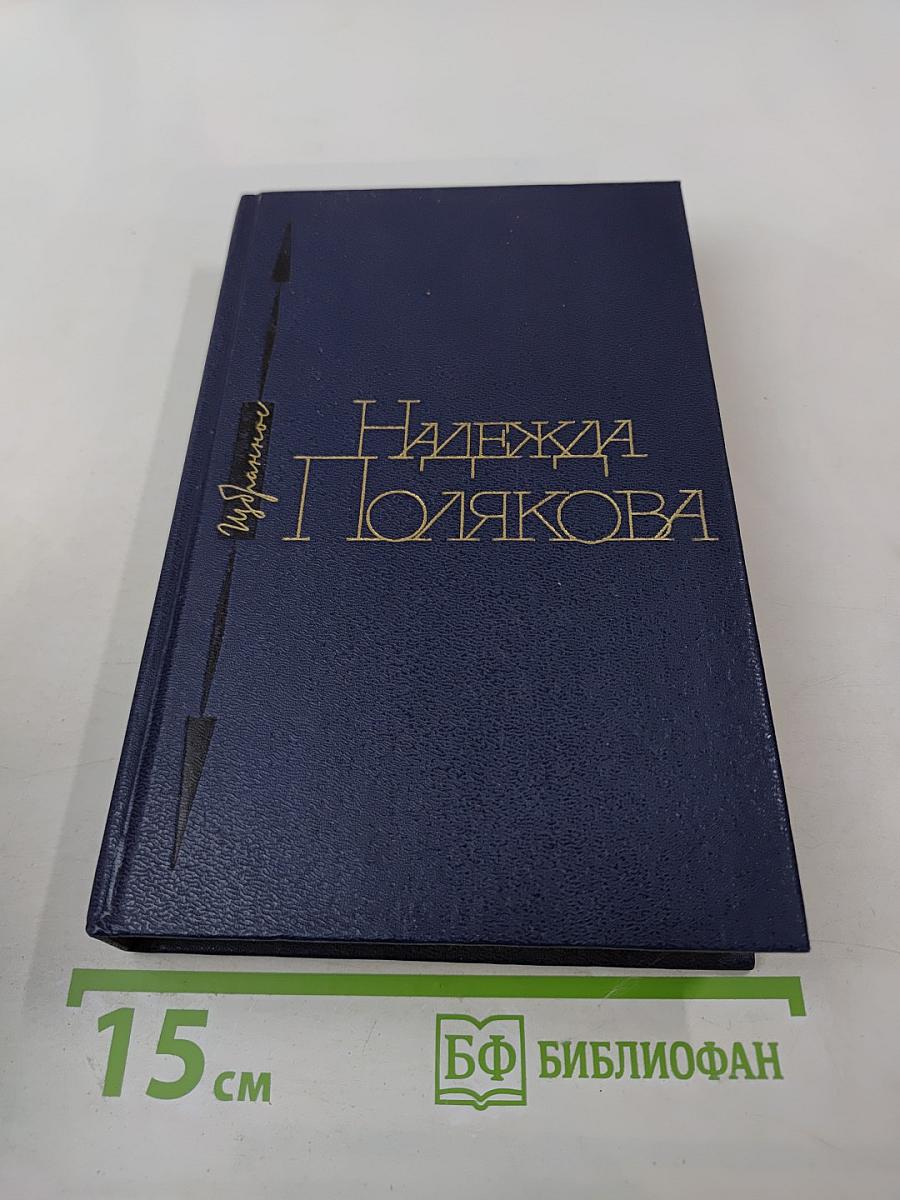 Избранное
НАДЕЖДА
ПОЛЯКОВА
15 см
БФ БИБЛИОФАН